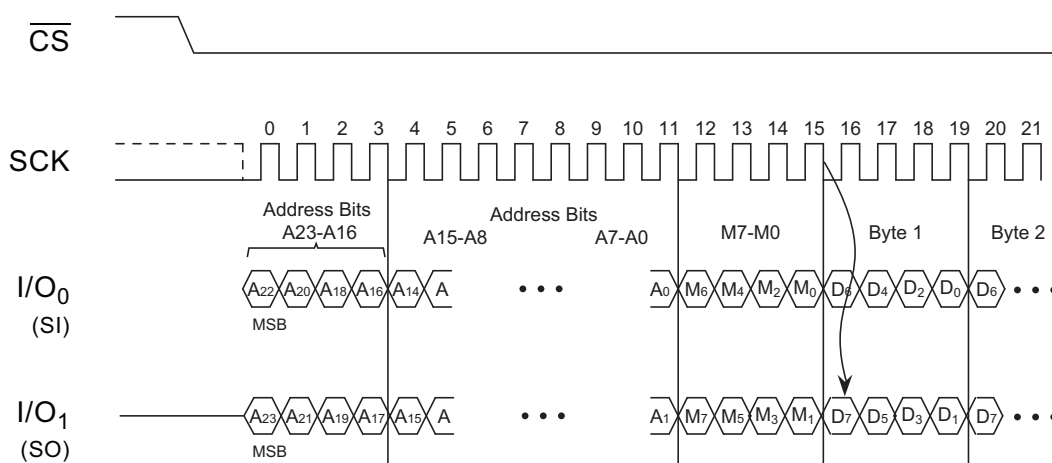 CS
0 1 2 3 4 5 6 7 8 9 10 11 12 13 14 15 16 17 18 19 20 21
SCK
Address Bits
A23-A16
Address Bits
A15-A8
A7-A0
M7-M0
Byte 1
Byte 2
I/O0
(SI)
A22 A20 A18 A16 A14 A • • • A0 M6 M4 M2 M0 D6 D4 D2 D0 D6 • • •
MSB
I/O1
(SO)
A23 A21 A19 A17 A15 A • • • A1 M7 M5 M3 M1 D7 D5 D3 D1 D7 • • •
MSB